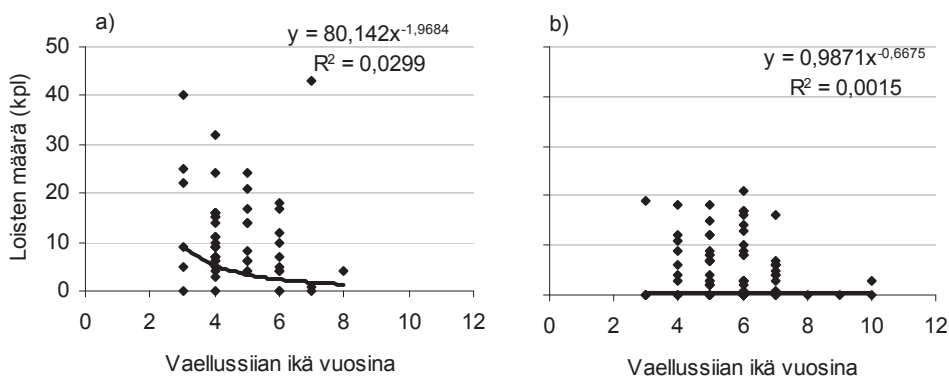 a)
y = 80,142x^-1,9684
R² = 0,0299
Loisten määrä (kpl)
50
40
30
20
10
0
0 2 4 6 8 10 12
Vaellussiian ikä vuosina
b)
y = 0,9871x^-0,6675
R² = 0,0015
0 2 4 6 8 10 12
Vaellussiian ikä vuosina